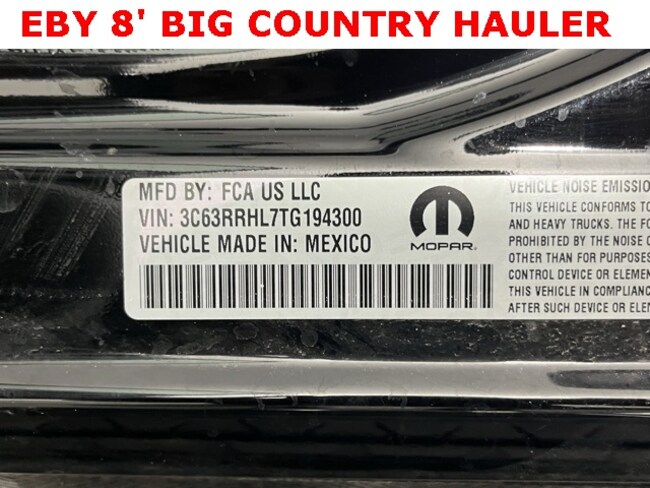 EBY 8' BIG COUNTRY HAULER
MFD BY: FCA US LLC
VIN: 3C63RRHL7TG194300
VEHICLE MADE IN: MEXICO
MOPAR
VEHICLE NOISE EMISSIO
THIS VEHICLE CONFORMS TO
AND HEAVY TRUCKS. THE FO
PROHIBITED BY THE NOISE C
OTHER THAN FOR PURPOSES
CONTROL DEVICE OR ELEMEN
THIS VEHICLE IN COMPLIANC
AFTER SUCH DEVICE OR ELE